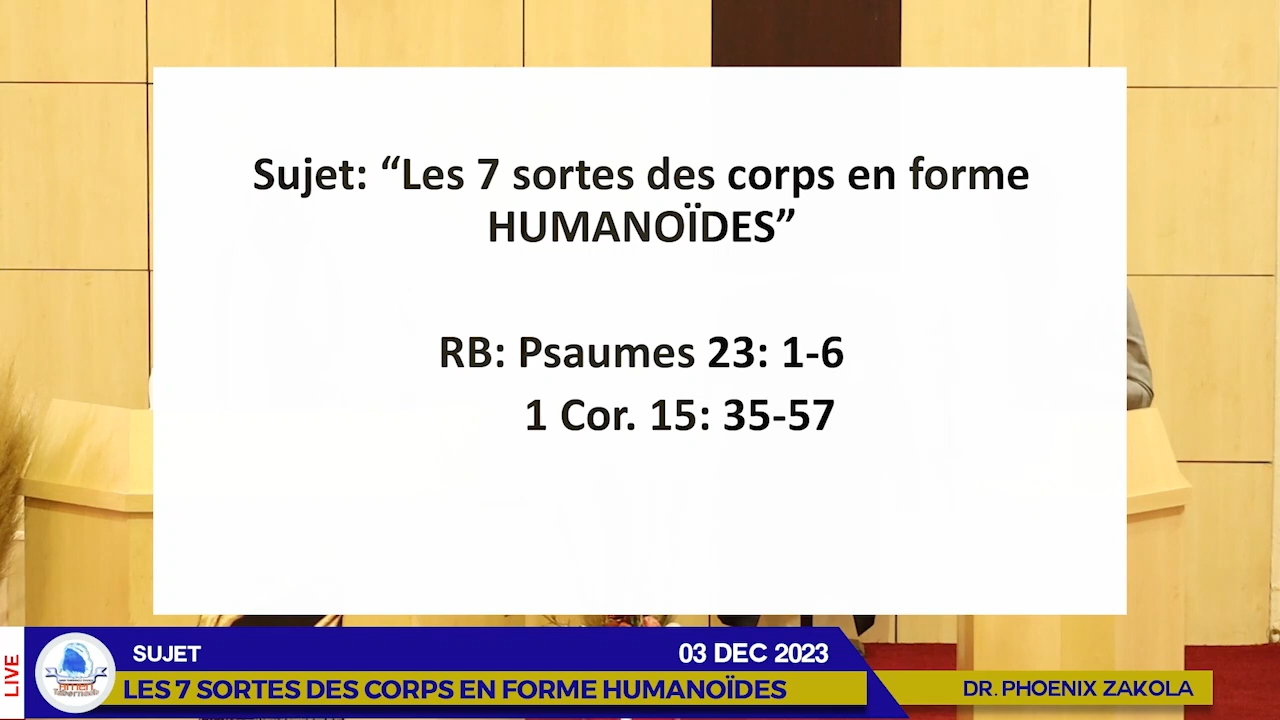 Sujet: “Les 7 sortes des corps en forme
HUMANOÏDES”
RB: Psaumes 23: 1-6
1 Cor. 15: 35-57
LIVE
SUJET
03 DEC 2023
LES 7 SORTES DES CORPS EN FORME HUMANOÏDES
DR. PHOENIX ZAKOLA